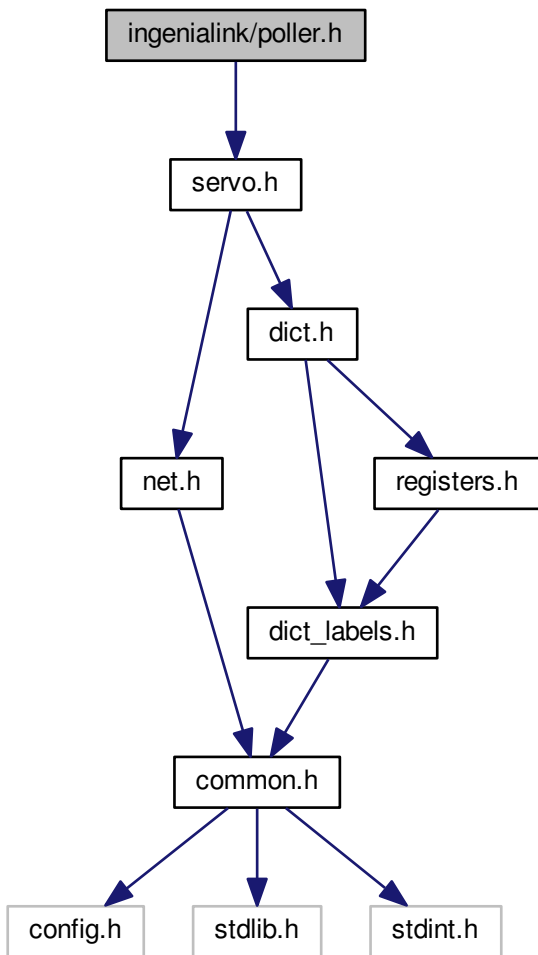 ingenialink/poller.h
servo.h
dict.h
net.h
registers.h
dict_labels.h
common.h
config.h
stdlib.h
stdint.h